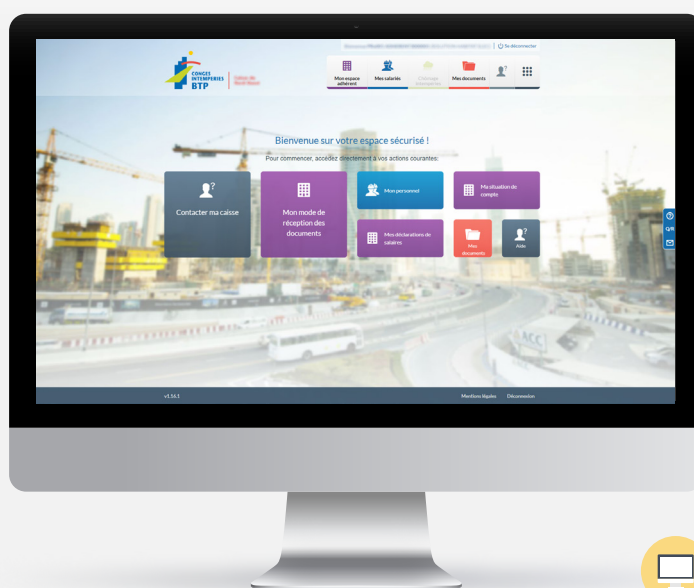 Se déconnecter
CONGES
INTEMPERIES
BTP
Mon espace
adhérent
Mes salariés
Mes documents
Bienvenue sur votre espace sécurisé !
Pour commencer, accédez directement à vos actions courantes:
Contacter ma caisse
Mon mode de
réception des
documents
Mon personnel
Ma situation de
compte
Mes déclarations de
salaires
Mes
documents
Aide
Q/R
ACC
v1.16.1
Mentions légales
Déconnexion